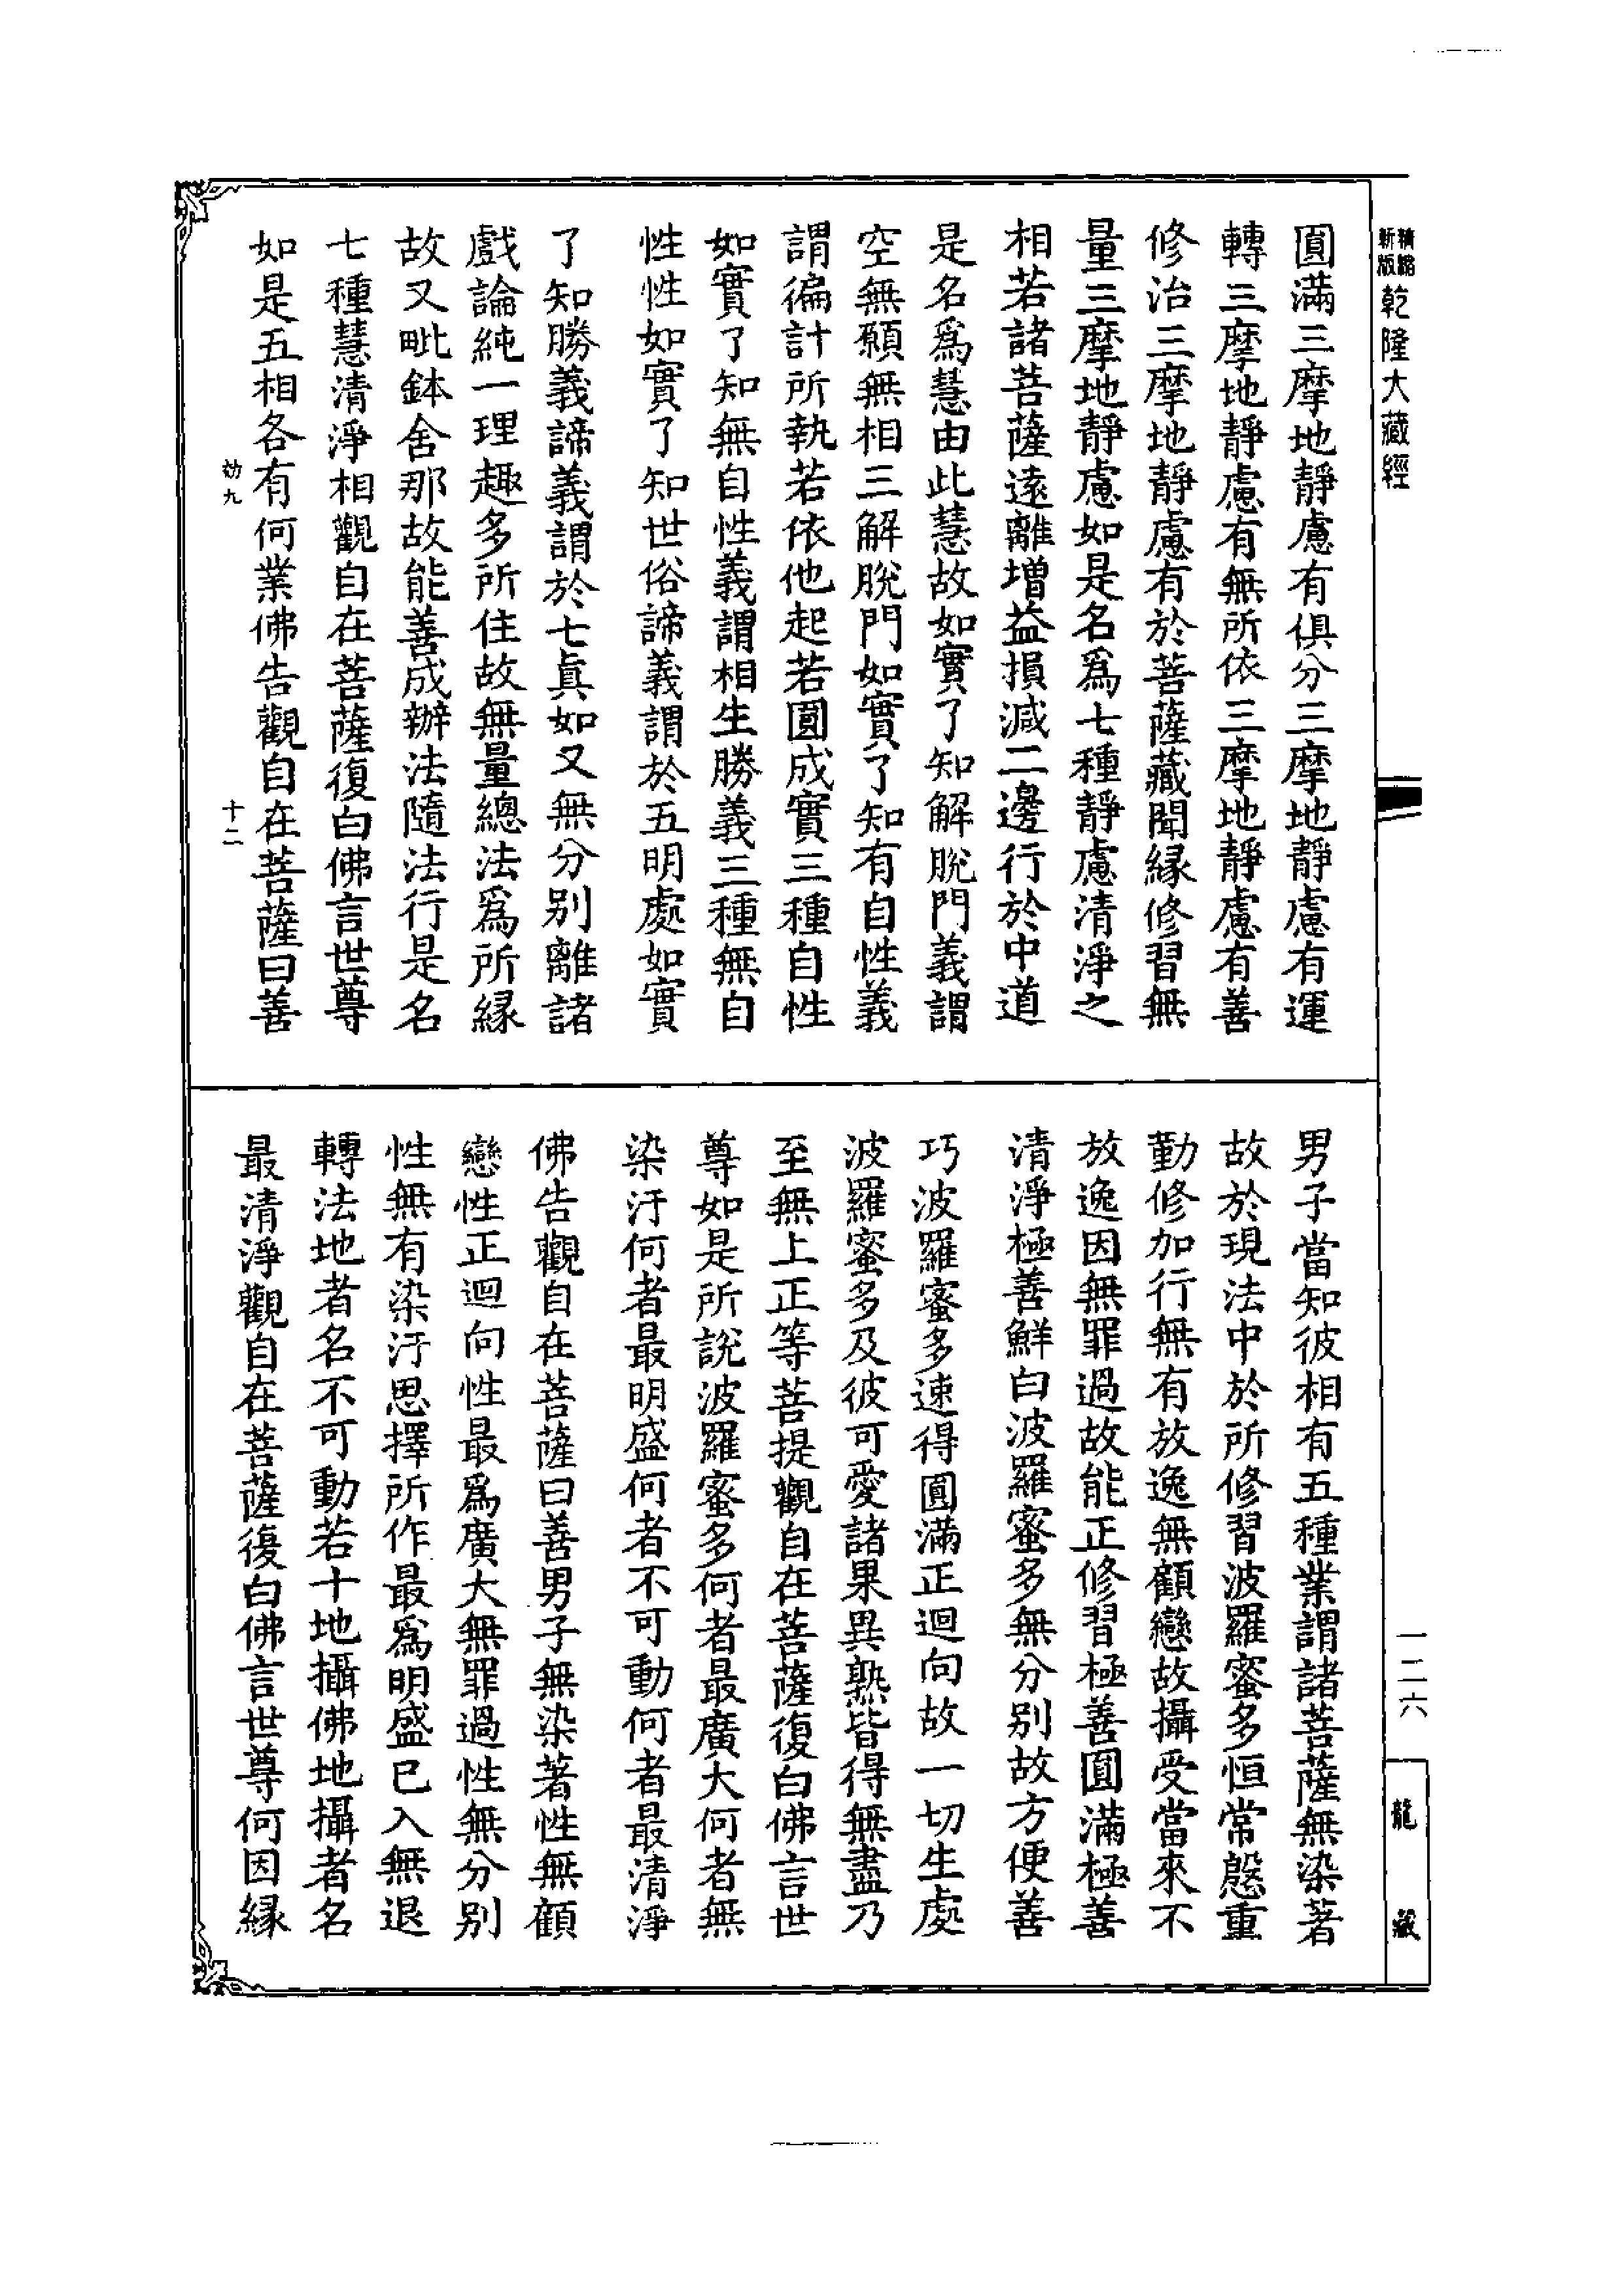 精縮
新版
乾隆大藏經
圓滿三摩地靜慮有俱分三摩地靜慮有運
轉三摩地靜慮有無所依三摩地靜慮有善
修治三摩地靜慮有於菩薩藏聞緣修習無
量三摩地靜慮如是名爲七種靜慮清淨之
相若諸菩薩遠離增益損減二邊行於中道
是名爲慧由此慧故如實了知解脫門義謂
空無願無相三解脫門如實了知有自性義
謂徧計所執若依他起若圓成實三種自性
如實了知無自性義謂相生勝義三種無自
性性如實了知世俗諦義謂於五明處如實
了知勝義諦義謂於七眞如又無分別離諸
戲論純一理趣多所住故無量總法爲所緣
故又毗鉢舍那故能善成辦法隨法行是名
七種慧清淨相觀自在菩薩復白佛言世尊
如是五相各有何業佛告觀自在菩薩曰善
効九
十二
男子當知彼相有五種業謂諸菩薩無染著
故於現法中於所修習波羅蜜多恒常慇重
勤修加行無有放逸無顧戀故攝受當來不
放逸因無罪過故能正修習極善圓滿極善
清淨極善鮮白波羅蜜多無分別故方便善
巧波羅蜜多速得圓滿正迴向故一切生處
波羅蜜多及彼可愛諸果異熟皆得無盡乃
至無上正等菩提觀自在菩薩復白佛言世
尊如是所說波羅蜜多何者最廣大何者無
染汙何者最明盛何者不可動何者最清淨
佛告觀自在菩薩曰善男子無染著性無顧
戀性正迴向性最爲廣大無罪過性無分別
性無有染汙思擇所作最爲明盛已入無退
轉法地者名不可動若十地攝佛地攝者名
最清淨觀自在菩薩復白佛言世尊何因緣
一二六
龍藏